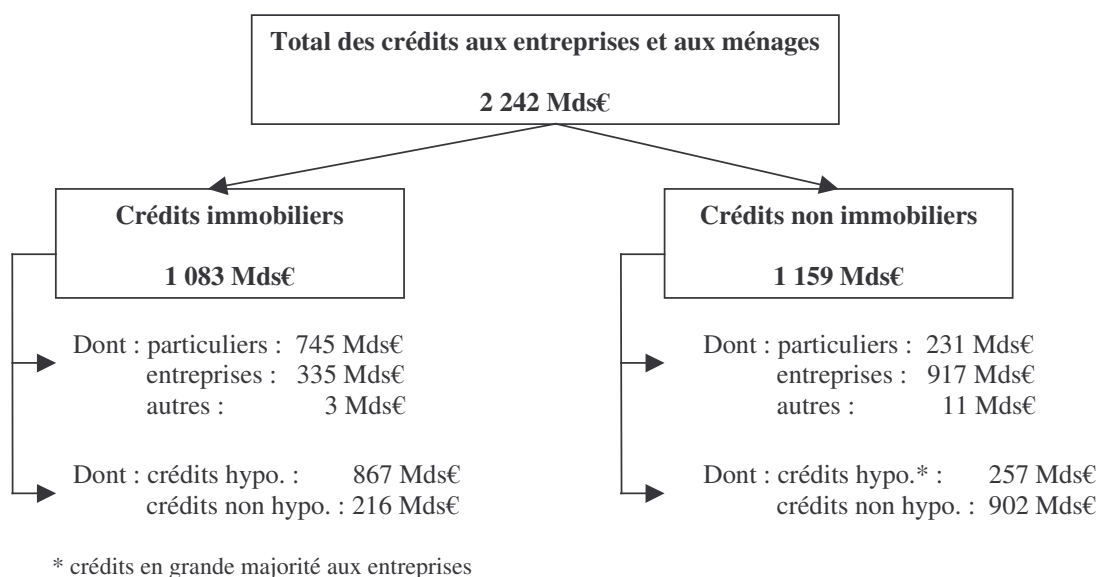 Total des crédits aux entreprises et aux ménages
2 242 Mds€
Crédits immobiliers
1 083 Mds€
Dont : particuliers : 745 Mds€
entreprises : 335 Mds€
autres : 3 Mds€
Dont : crédits hypo. : 867 Mds€
crédits non hypo. : 216 Mds€
Crédits non immobiliers
1 159 Mds€
Dont : particuliers : 231 Mds€
entreprises : 917 Mds€
autres : 11 Mds€
Dont : crédits hypo.* : 257 Mds€
crédits non hypo. : 902 Mds€
* crédits en grande majorité aux entreprises